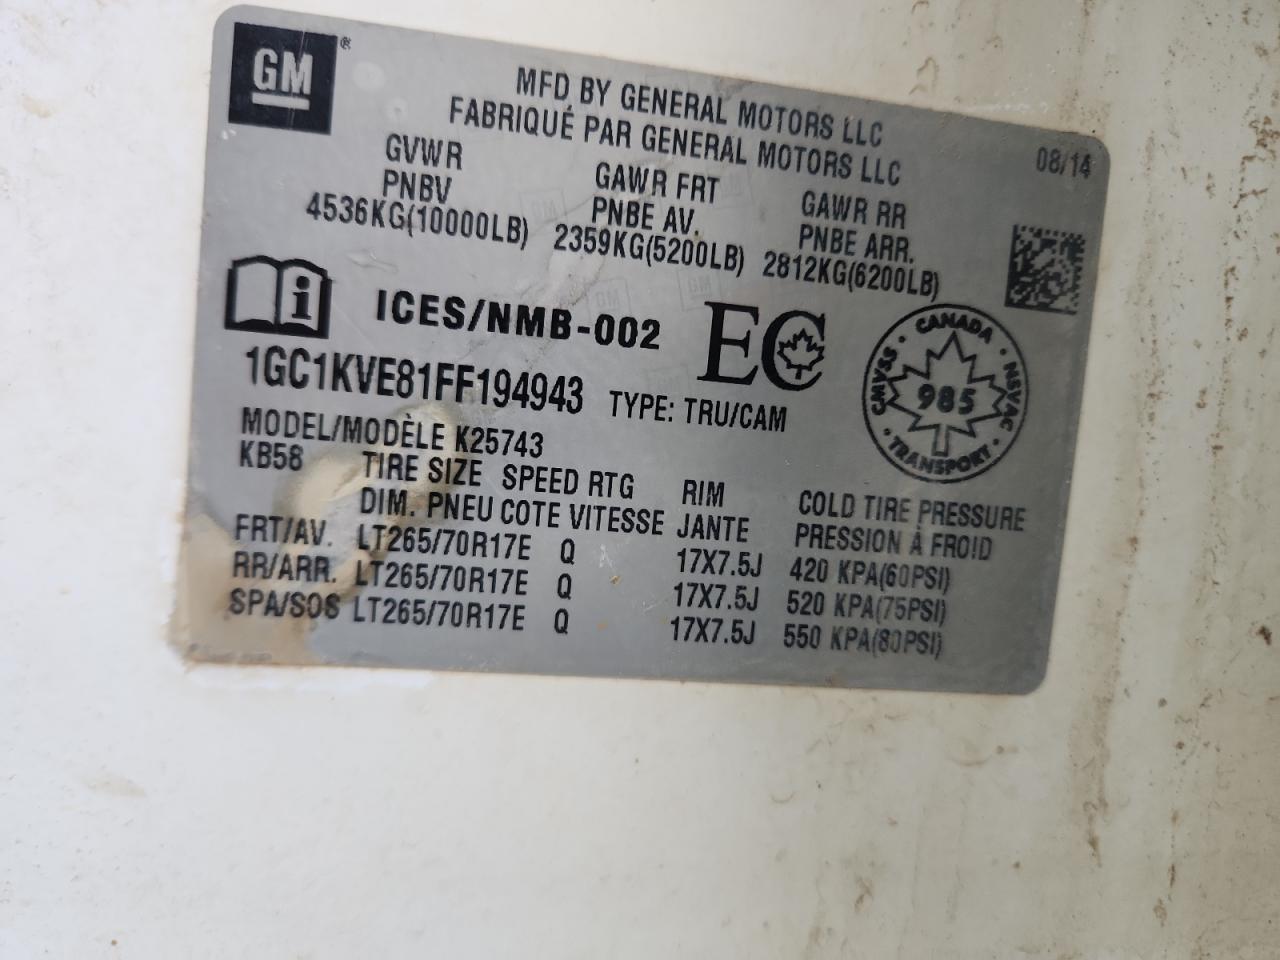 GM®
MFD BY GENERAL MOTORS LLC
FABRIQUÉ PAR GENERAL MOTORS LLC
08/14
GVWR GAWR FRT GAWR RR
PNBV PNBE AV. PNBE ARR.
4536KG(10000LB) 2359KG(5200LB) 2812KG(6200LB)
i ICES/NMB-002 EC
CANADA
CMVSS · 985 · NSVAC
TRANSPORT
1GC1KVE81FF194943 TYPE: TRU/CAM
MODEL/MODÈLE K25743
KB58 TIRE SIZE SPEED RTG RIM COLD TIRE PRESSURE
DIM. PNEU COTE VITESSE JANTE PRESSION À FROID
FRT/AV. LT265/70R17E Q 17X7.5J 420 KPA(60PSI)
RR/ARR. LT265/70R17E Q 17X7.5J 520 KPA(75PSI)
SPA/SOS LT265/70R17E Q 17X7.5J 550 KPA(80PSI)